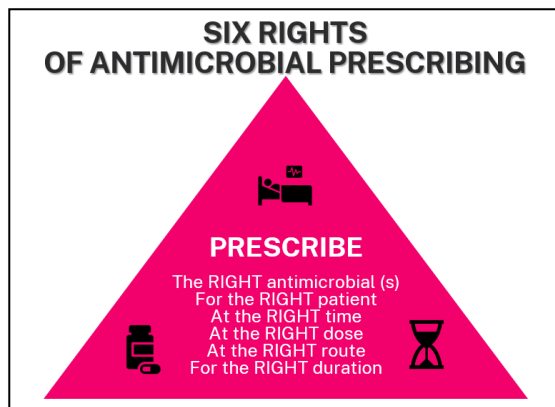 SIX RIGHTS
OF ANTIMICROBIAL PRESCRIBING
PRESCRIBE
The RIGHT antimicrobial (s)
For the RIGHT patient
At the RIGHT time
At the RIGHT dose
At the RIGHT route
For the RIGHT duration